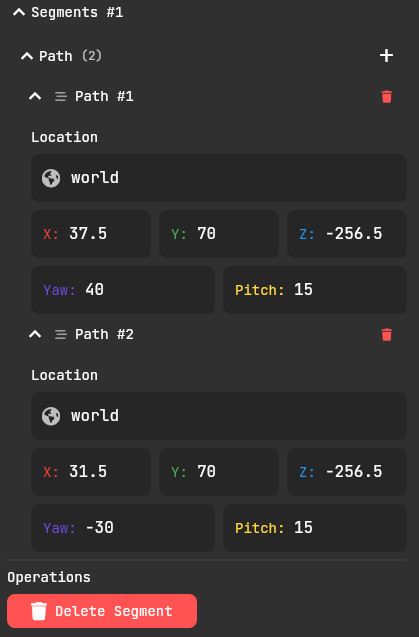 Segments #1
Path (2)
Path #1
Location
world
X: 37.5 Y: 70 Z: -256.5
Yaw: 40 Pitch: 15
Path #2
Location
world
X: 31.5 Y: 70 Z: -256.5
Yaw: -30 Pitch: 15
Operations
Delete Segment